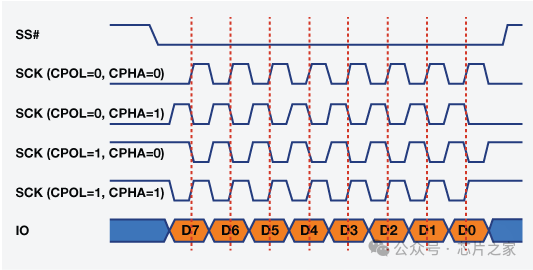 SS#
SCK (CPOL=0, CPHA=0)
SCK (CPOL=0, CPHA=1)
SCK (CPOL=1, CPHA=0)
SCK (CPOL=1, CPHA=1)
IO D7 D6 D5 D4 D3 D2 D1 D0
公众号·芯片之家